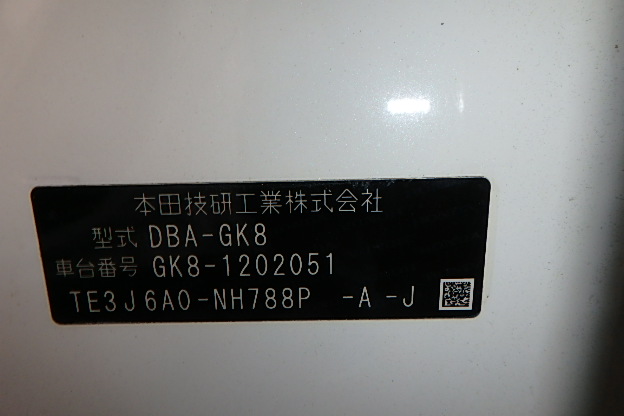 本田技研工業株式会社
型式 DBA-GK8
車台番号 GK8-1202051
TE3J6A0-NH788P -A -J